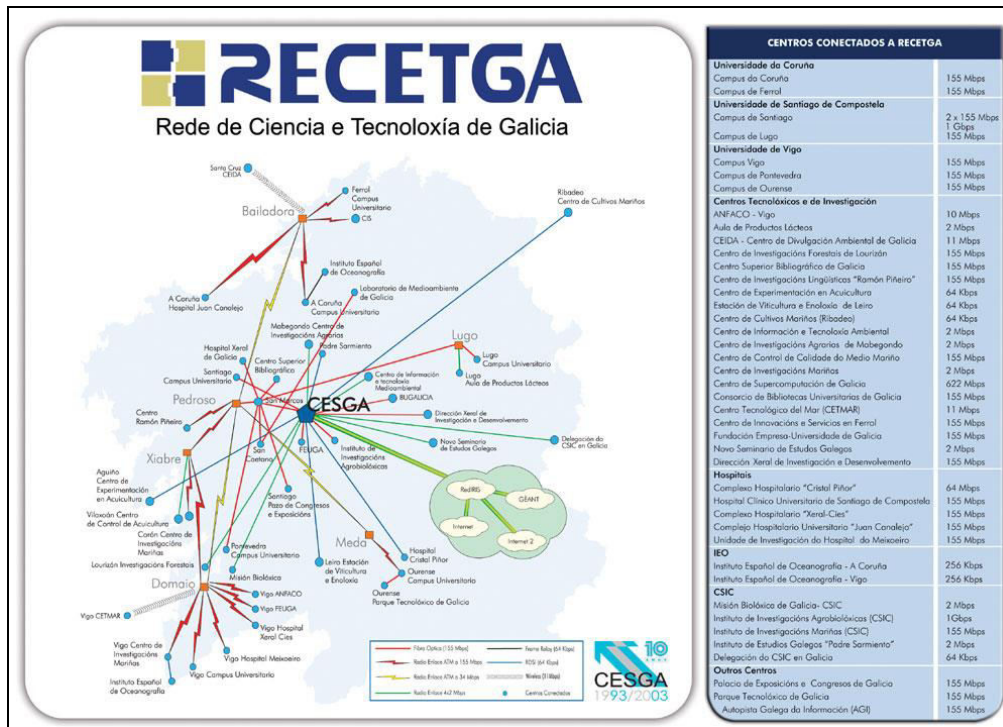 RECETGA
Rede de Ciencia e Tecnoloxía de Galicia
Santa Cruz
CEIDA
Ferrol
Campus
Universitario
CIS
Bailadora
Ribadeo
Centro de Cultivos Mariños
Instituto Español
de Oceanografía
Laboratorio de Medioambiente
de Galicia
A Coruña
Hospital Juan Canalejo
A Coruña
Campus Universitario
Mabegondo Centro de
Investigacións Agrarias
Padre Sarmiento
Lugo
Hospital Xeral
de Galicia
Centro Superior
Bibliográfico
Lugo
Campus Universitario
Santiago
Campus Universitario
Centro de Información
e tecnoloxía
Medioambiental
Lugo
Aula de Productos Lácteos
Pedroso
San Marcos
CESGA
BUGALICIA
Centro
Ramón Piñeiro
Dirección Xeral de
Investigación e Desenvolvemento
Xiabre
San
Caetano
FEUGA
Instituto de
Investigacións
Agrobiolóxicas
Novo Seminario
de Estudos Galegos
Delegación do
CSIC en Galicia
Aguiño
Centro de
Experimentación
en Acuicultura
Santiago
Pazo de Congresos
e Exposicións
RedIRIS
GÉANT
Internet
Internet 2
Vilaxoán Centro
de Control de Acuicultura
Corón Centro de
Investigacións
Mariñas
Pontevedra
Campus Universitario
Meda
Hospital
Cristal Piñor
Lourizán Investigacións Forestais
Misión Biolóxica
Leiro Estación
de Viticultura
e Enoloxía
Ourense
Campus Universitario
Domaio
Vigo ANFACO
Ourense
Parque Tecnolóxico de Galicia
Vigo CETMAR
Vigo FEUGA
Vigo Hospital
Xeral Cíes
Vigo Centro de
Investigacións
Mariñas
Vigo Hospital Meixoeiro
Vigo Campus Universitario
Instituto Español
de Oceanografía
Fibra Optica (155 Mbps)
Frame Relay (64 Kbps)
Radio Enlace ATM a 155 Mbps
RDSI (64 Kbps)
Radio Enlace ATM a 34 Mbps
Wireless (11Mbps)
Radio Enlace 4x2 Mbps
Centros Conectados
10
CESGA
1993/2003
CENTROS CONECTADOS A RECETGA
Universidade da Coruña
Campus da Coruña 155 Mbps
Campus de Ferrol 155 Mbps
Universidade de Santiago de Compostela
Campus de Santiago 2 x 155 Mbps
1 Gbps
Campus de Lugo 155 Mbps
Universidade de Vigo
Campus Vigo 155 Mbps
Campus de Pontevedra 155 Mbps
Campus de Ourense 155 Mbps
Centros Tecnolóxicos e de Investigación
ANFACO - Vigo 10 Mbps
Aula de Productos Lácteos 2 Mbps
CEIDA - Centro de Divulgación Ambiental de Galicia 11 Mbps
Centro de Investigacións Forestais de Lourizán 155 Mbps
Centro Superior Bibliográfico de Galicia 155 Mbps
Centro de Investigacións Lingüísticas "Ramón Piñeiro" 155 Mbps
Centro de Experimentación en Acuicultura 64 Kbps
Estación de Viticultura e Enoloxía de Leiro 64 Kbps
Centro de Cultivos Mariños (Ribadeo) 64 Kbps
Centro de Información e Tecnoloxía Ambiental 2 Mbps
Centro de Investigacións Agrarias de Mabegondo 2 Mbps
Centro de Control de Calidade do Medio Mariño 155 Mbps
Centro de Investigacións Mariñas 2 Mbps
Centro de Supercomputación de Galicia 622 Mbps
Consorcio de Bibliotecas Universitarias de Galicia 155 Mbps
Centro Tecnológico del Mar (CETMAR) 11 Mbps
Centro de Innovacións e Servicios en Ferrol 155 Mbps
Fundación Empresa-Universidade de Galicia 155 Mbps
Novo Seminario de Estudos Galegos 2 Mbps
Dirección Xeral de Investigación e Desenvolvemento 155 Mbps
Hospitais
Complexo Hospitalario "Cristal Piñor" 64 Mbps
Hospital Clínico Universitario de Santiago de Compostela 155 Mbps
Complexo Hospitalario "Xeral-Cíes" 155 Mbps
Complejo Hospitalario Universitario "Juan Canalejo" 155 Mbps
Unidade de Investigación do Hospital do Meixoeiro 155 Mbps
IEO
Instituto Español de Oceanografía - A Coruña 256 Kbps
Instituto Español de Oceanografía - Vigo 256 Kbps
CSIC
Misión Biolóxica de Galicia- CSIC 2 Mbps
Instituto de Investigacións Agrobiolóxicas (CSIC) 1Gbps
Instituto de Investigacións Mariñas (CSIC) 155 Mbps
Instituto de Estudios Galegos "Padre Sarmiento" 2 Mbps
Delegación do CSIC en Galicia 64 Kbps
Outros Centros
Palacio de Exposicións e Congresos de Galicia 155 Mbps
Parque Tecnolóxico de Galicia 155 Mbps
Autopista Galega da Información (AGI) 155 Mbps